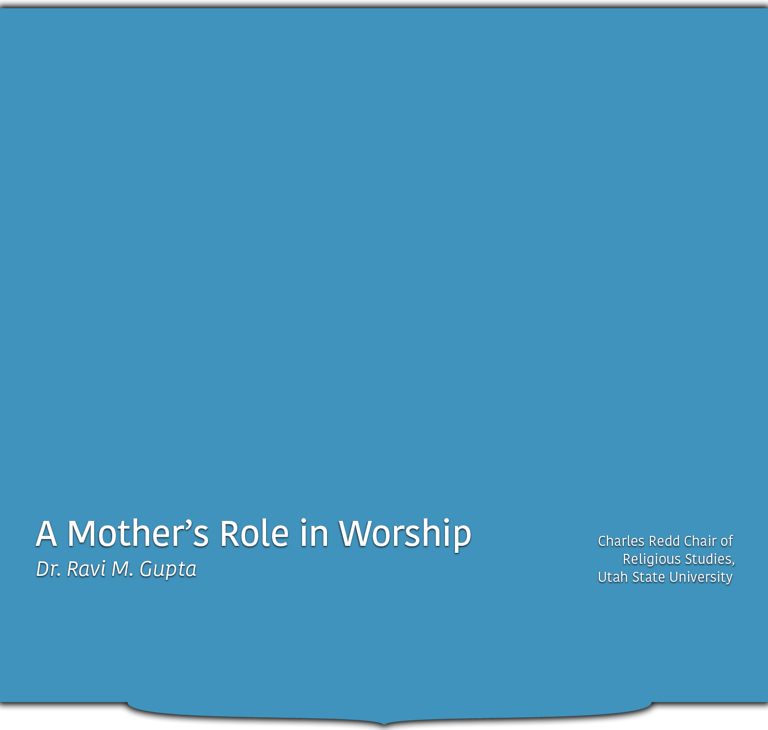 A Mother’s Role in Worship
Dr. Ravi M. Gupta
Charles Redd Chair of
Religious Studies,
Utah State University